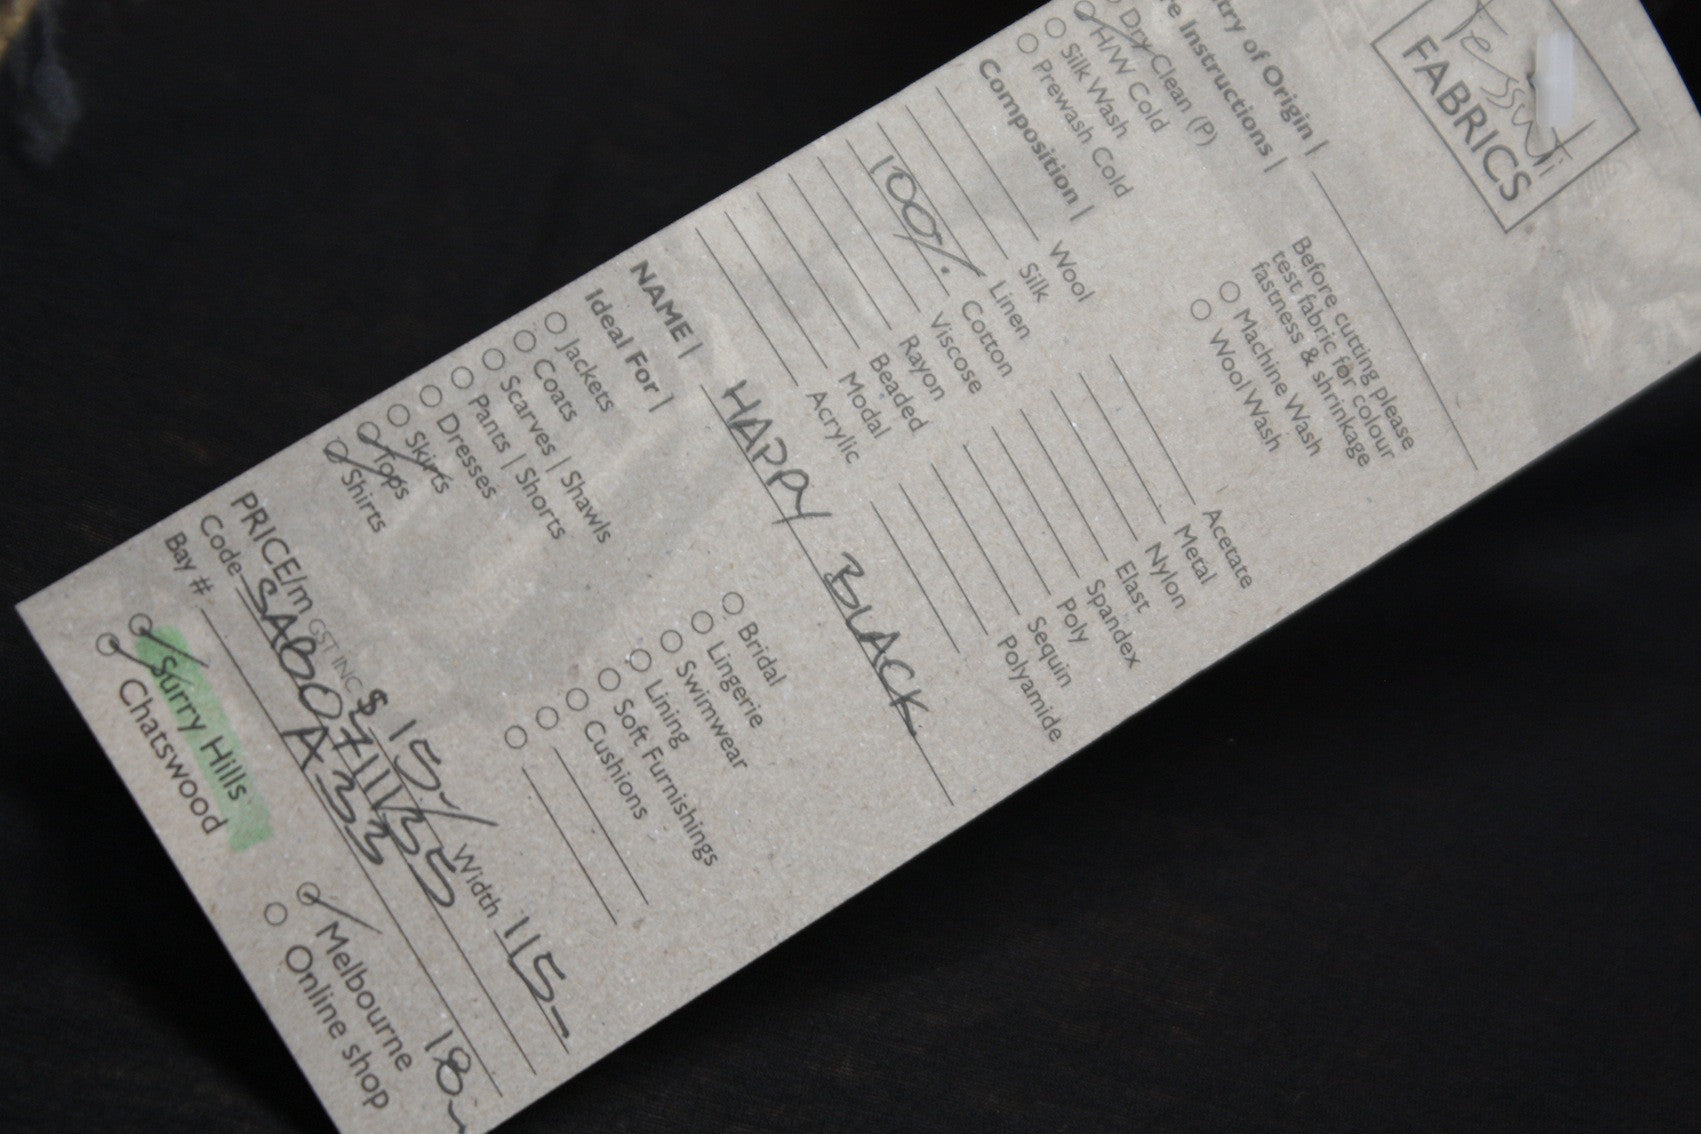 Tessuti
FABRICS
of Origin |
Instructions |
Before cutting please
test fabric for colour
fastness & shrinkage
Dry Clean (P)
H/W Cold
Machine Wash
Silk Wash
Wool Wash
Prewash Cold
Composition |
Wool Acetate
Silk Metal
Linen Nylon
100% Cotton Elast
Viscose Spandex
Rayon Poly
Beaded Sequin
Modal Polyamide
Acrylic
NAME | HAPPY BLACK
Ideal For |
Jackets Bridal
Coats Lingerie
Scarves | Shawls Swimwear
Pants | Shorts Lining
Dresses Soft Furnishings
Skirts Cushions
Tops
Shirts
PRICE/m GST INC $15- Width 115-
Code
Bay # A-33 18-
Surry Hills Melbourne
Chatswood Online shop